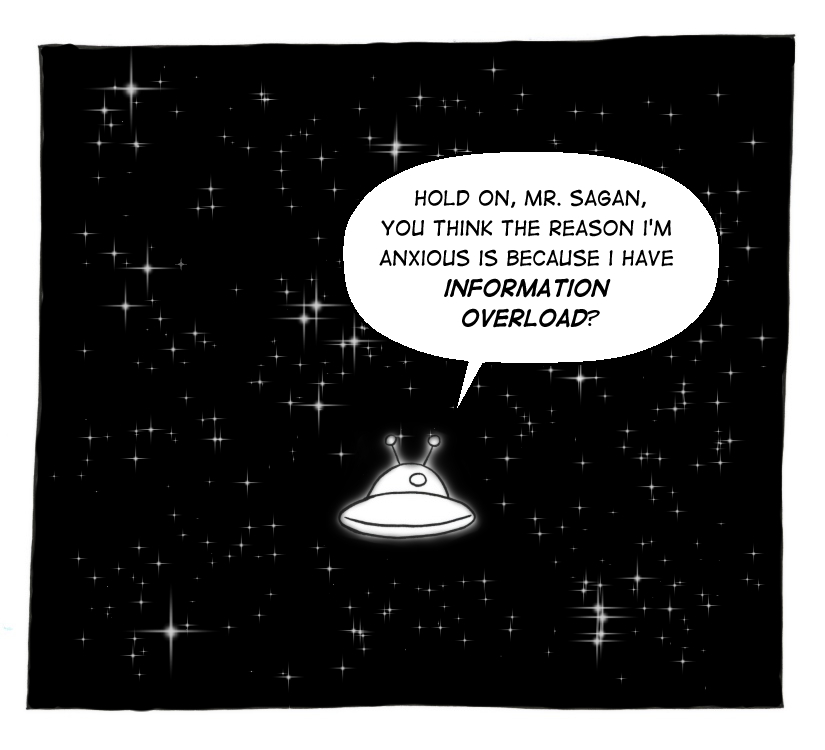 HOLD ON, MR. SAGAN,
YOU THINK THE REASON I'M
ANXIOUS IS BECAUSE I HAVE
INFORMATION
OVERLOAD?